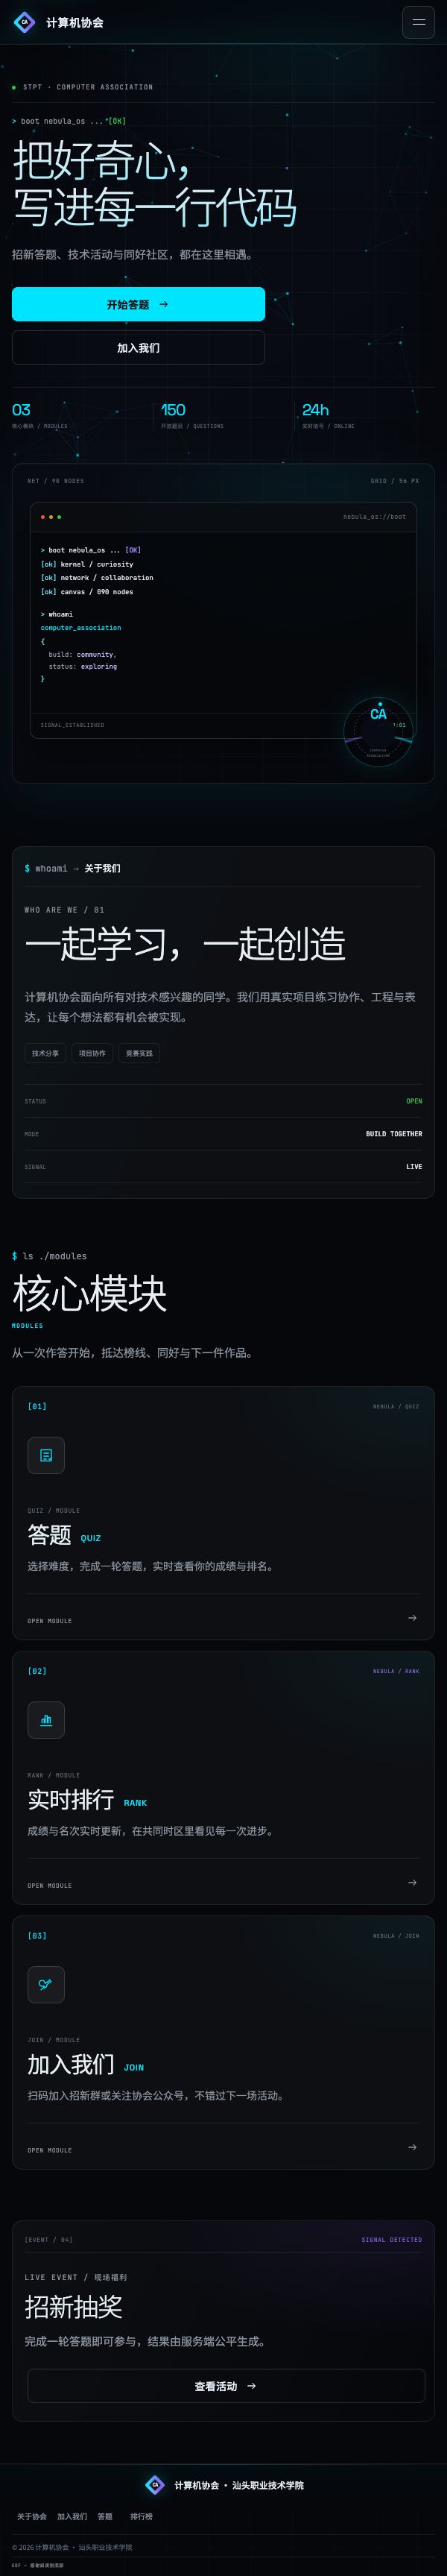 CA 计算机协会
STPT · COMPUTER ASSOCIATION
> boot nebula_os ... [OK]
把好奇心，
写进每一行代码
招新答题、技术活动与同好社区，都在这里相遇。
开始答题 →
加入我们
03 150 24h
核心模块 / MODULES 开放题目 / QUESTIONS 实时信号 / ONLINE
NET / 90 NODES GRID / 56 PX
nebula_os://boot
> boot nebula_os ... [OK]
[ok] kernel / curiosity
[ok] network / collaboration
[ok] canvas / 090 nodes
> whoami
computer_association
{
build: community,
status: exploring
}
CA
SIGNAL_ESTABLISHED
$ whoami → 关于我们
WHO ARE WE / 01
一起学习，一起创造
计算机协会面向所有对技术感兴趣的同学。我们用真实项目练习协作、工程与表
达，让每个想法都有机会被实现。
技术分享 项目协作 竞赛实践
STATUS OPEN
MODE BUILD TOGETHER
SIGNAL LIVE
$ ls ./modules
核心模块
MODULES
从一次作答开始，抵达榜线、同好与下一件作品。
[01] NEBULA / QUIZ
QUIZ / MODULE
答题 QUIZ
选择难度，完成一轮答题，实时查看你的成绩与排名。
OPEN MODULE →
[02] NEBULA / RANK
RANK / MODULE
实时排行 RANK
成绩与名次实时更新，在共同时区里看见每一次进步。
OPEN MODULE →
[03] NEBULA / JOIN
JOIN / MODULE
加入我们 JOIN
扫码加入招新群或关注协会公众号，不错过下一场活动。
OPEN MODULE →
[EVENT / 04] SIGNAL DETECTED
LIVE EVENT / 现场福利
招新抽奖
完成一轮答题即可参与，结果由服务端公平生成。
查看活动 →
CA 计算机协会 · 汕头职业技术学院
关于协会 加入我们 答题 排行榜
© 2026 计算机协会 · 汕头职业技术学院
EOF — 感谢阅读到底部